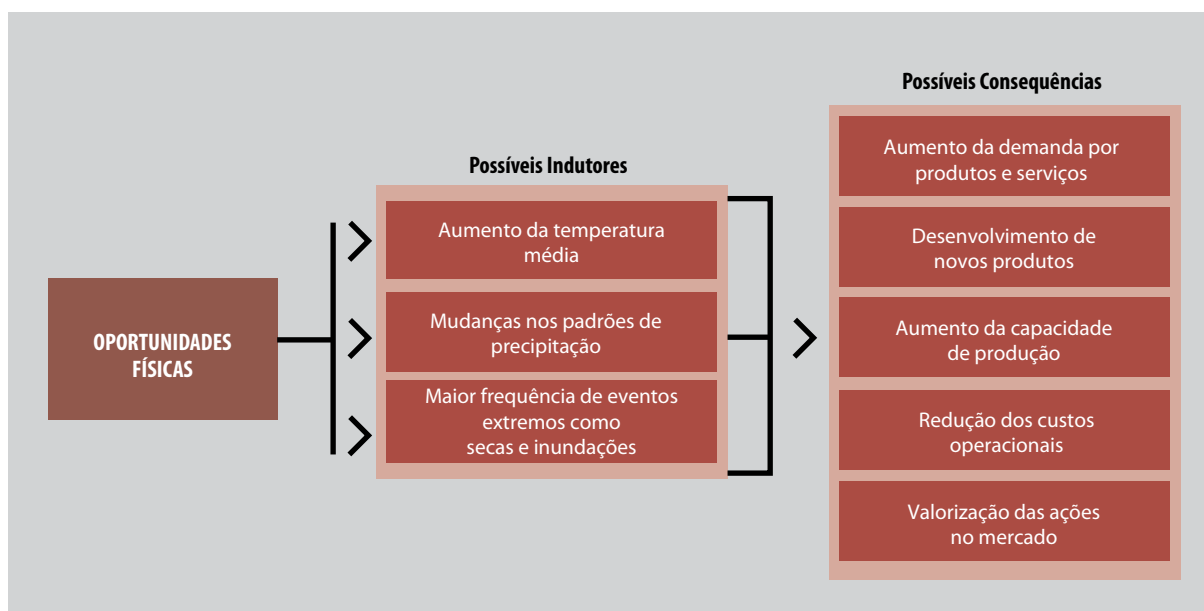 OPORTUNIDADES
FÍSICAS
Possíveis Indutores
Aumento da temperatura
média
Mudanças nos padrões de
precipitação
Maior frequência de eventos
extremos como
secas e inundações
Possíveis Consequências
Aumento da demanda por
produtos e serviços
Desenvolvimento de
novos produtos
Aumento da capacidade
de produção
Redução dos custos
operacionais
Valorização das ações
no mercado